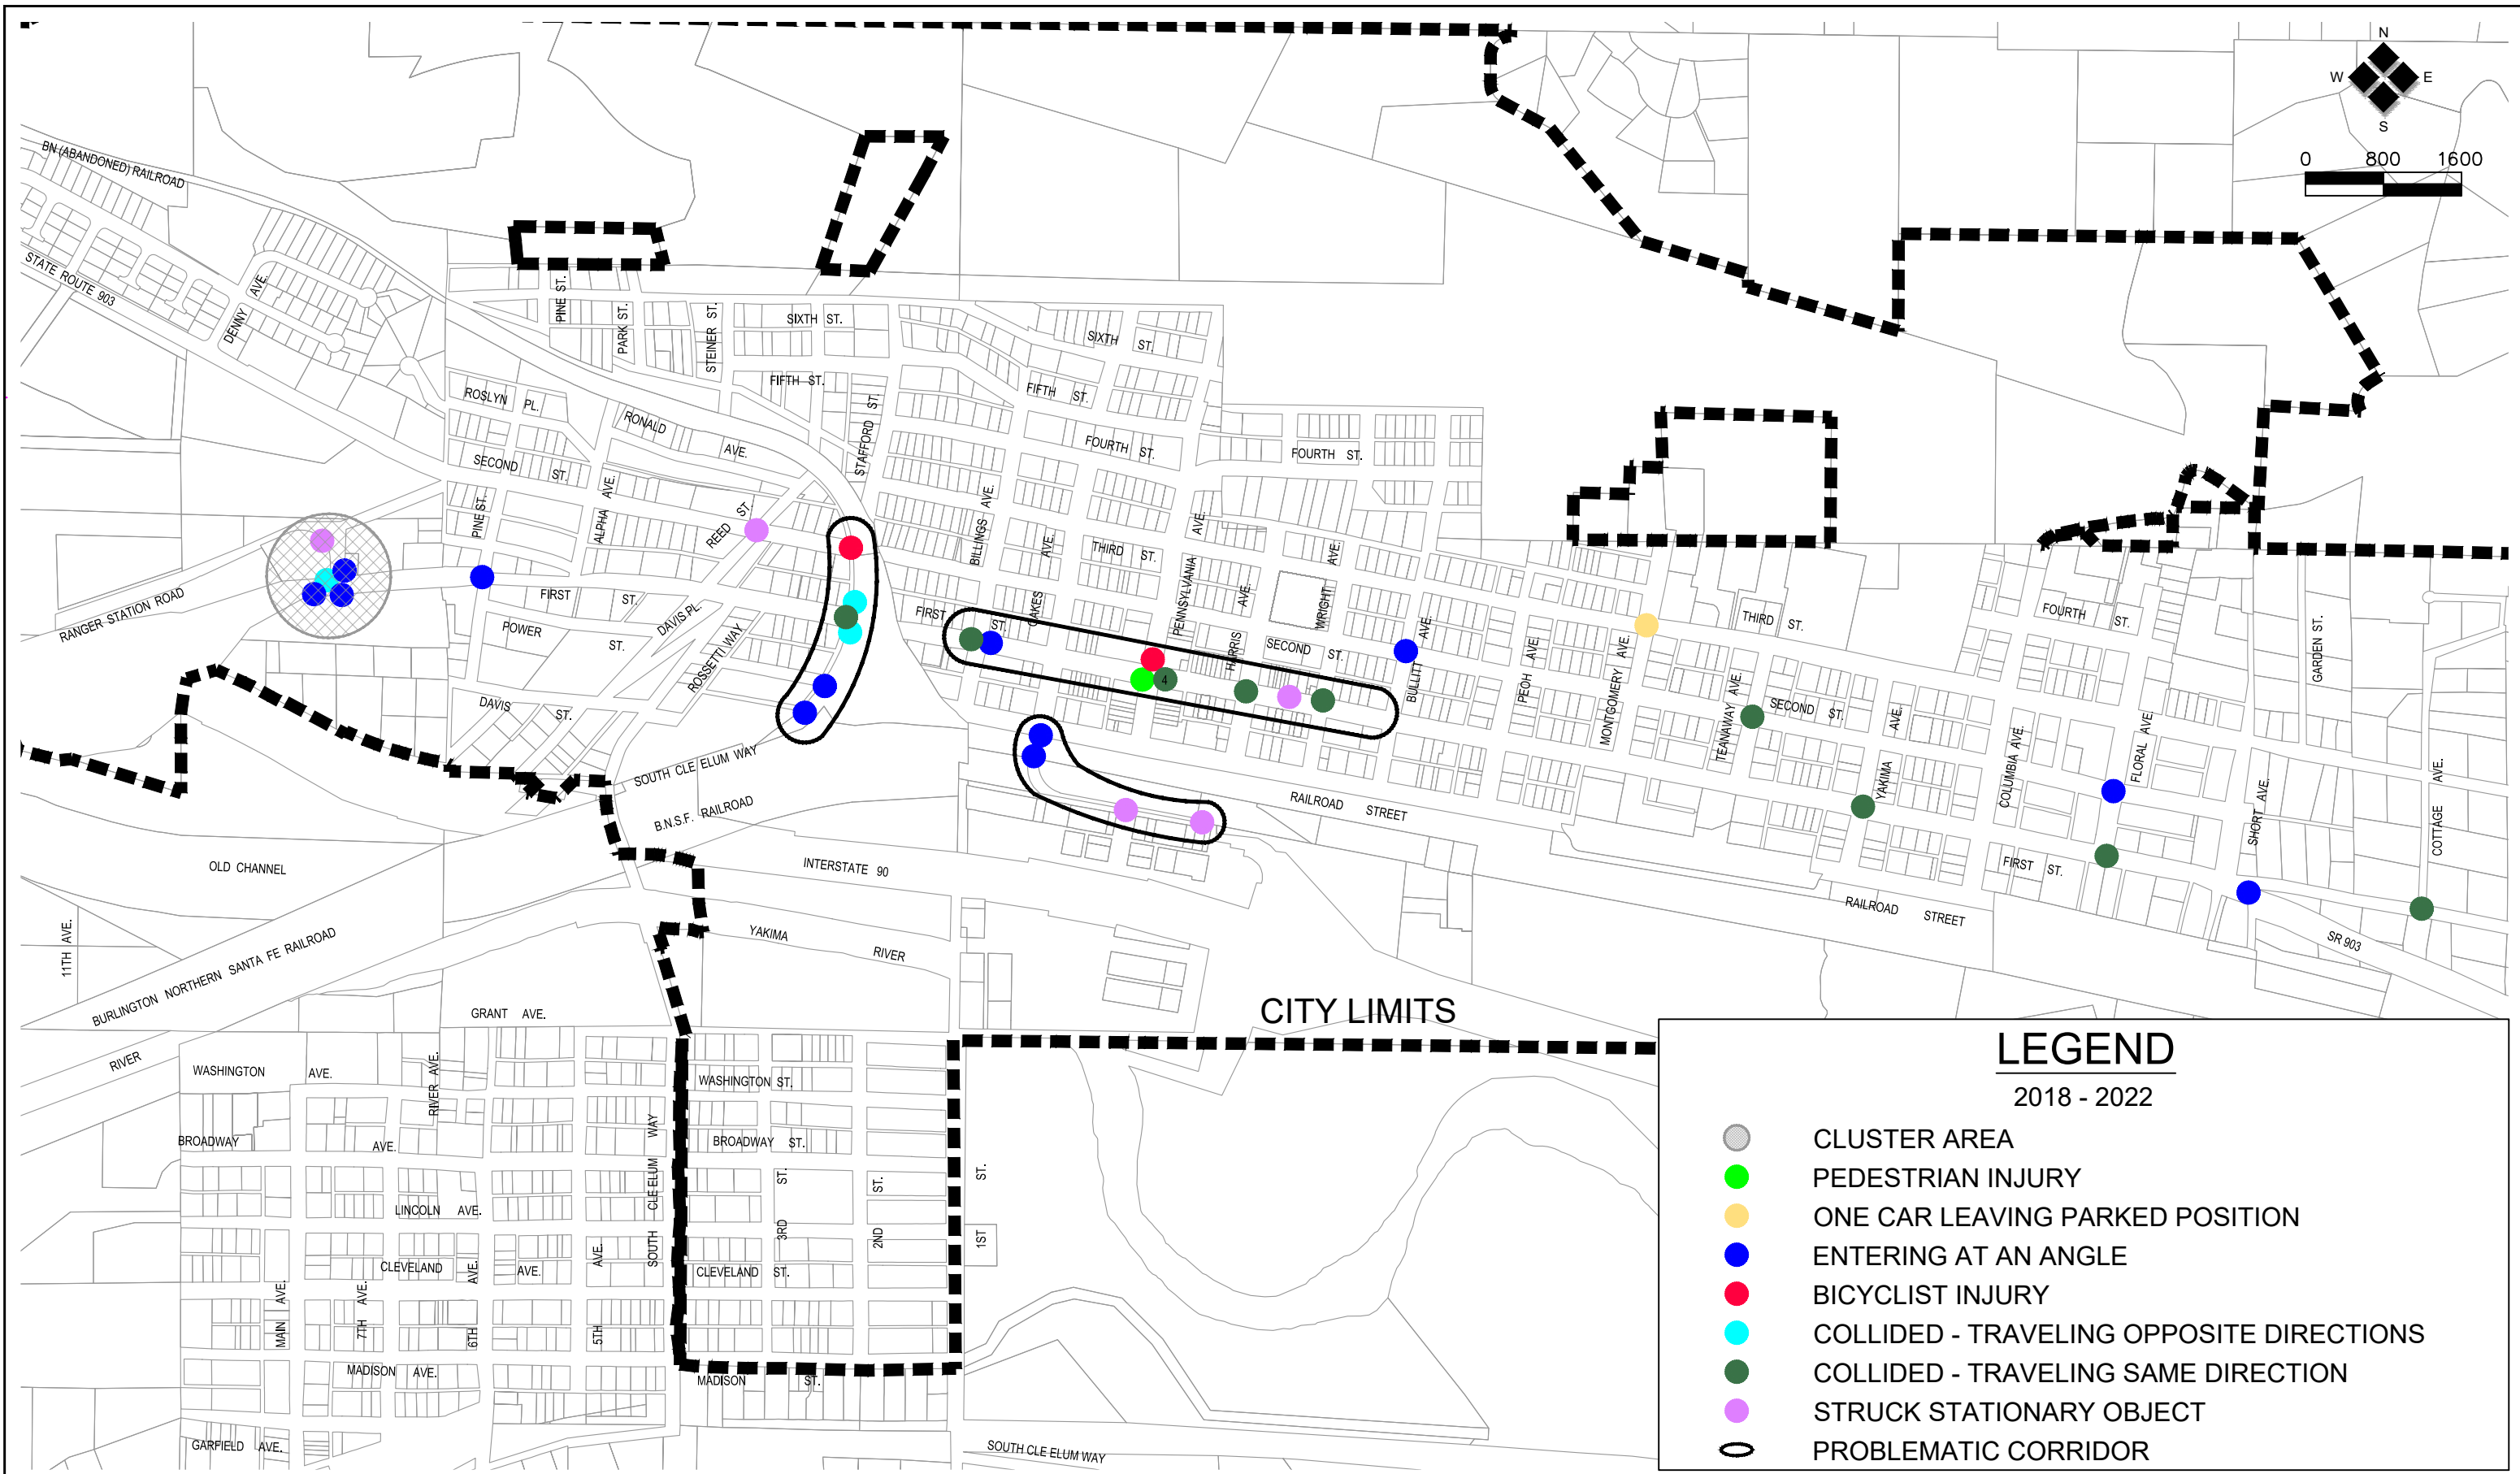 N
W E
S
0 800 1600
BN (ABANDONED) RAILROAD
STATE ROUTE 903
DENNY AVE.
PINE ST.
PARK ST.
STEINER ST.
SIXTH ST.
SIXTH ST.
FIFTH ST.
FIFTH ST.
ROSLYN PL.
RONALD AVE.
STAFFORD ST.
FOURTH ST.
FOURTH ST.
SECOND ST.
PINE ST.
ALPHA AVE.
REED ST.
BILLINGS AVE.
OAKES AVE.
THIRD ST.
PENNSYLVANIA AVE.
HARRIS AVE.
WRIGHT AVE.
RANGER STATION ROAD
FIRST ST.
POWER ST.
DAVIS PL.
ROSSETTI WAY
FIRST ST.
4
SECOND ST.
BULLITT AVE.
PEOH AVE.
MONTGOMERY AVE.
THIRD ST.
TEANAWAY AVE.
SECOND ST.
YAKIMA AVE.
COLUMBIA AVE.
FOURTH ST.
FLORAL AVE.
GARDEN ST.
SHORT AVE.
COTTAGE AVE.
DAVIS ST.
SOUTH CLE ELUM WAY
B.N.S.F. RAILROAD
RAILROAD STREET
FIRST ST.
RAILROAD STREET
SR 903
OLD CHANNEL
INTERSTATE 90
11TH AVE.
BURLINGTON NORTHERN SANTA FE RAILROAD
YAKIMA RIVER
RIVER
GRANT AVE.
CITY LIMITS
WASHINGTON AVE.
RIVER AVE.
WASHINGTON ST.
BROADWAY AVE.
BROADWAY ST.
SOUTH CLE ELUM WAY
LINCOLN AVE.
3RD ST.
2ND ST.
1ST ST.
CLEVELAND AVE.
CLEVELAND ST.
MAIN AVE.
7TH AVE.
6TH AVE.
5TH AVE.
MADISON AVE.
MADISON ST.
GARFIELD AVE.
SOUTH CLE ELUM WAY
LEGEND
2018 - 2022
CLUSTER AREA
PEDESTRIAN INJURY
ONE CAR LEAVING PARKED POSITION
ENTERING AT AN ANGLE
BICYCLIST INJURY
COLLIDED - TRAVELING OPPOSITE DIRECTIONS
COLLIDED - TRAVELING SAME DIRECTION
STRUCK STATIONARY OBJECT
PROBLEMATIC CORRIDOR